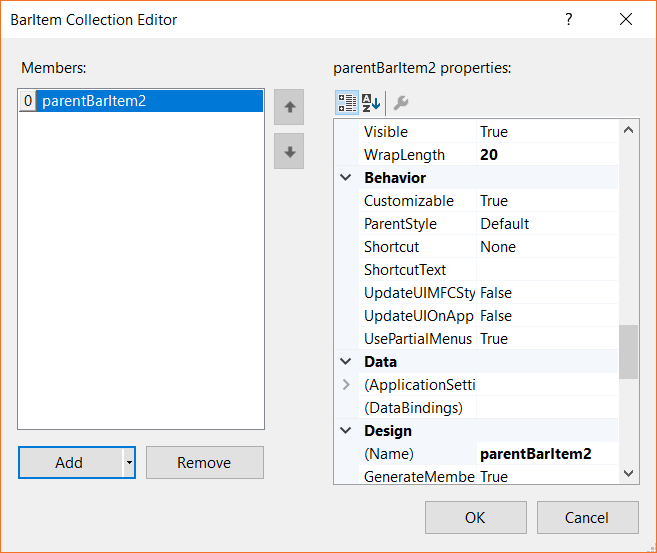 BarItem Collection Editor ?
Members: parentBarItem2 properties:
0 parentBarItem2
Visible True
WrapLength 20
Behavior
Customizable True
ParentStyle Default
Shortcut None
ShortcutText
UpdateUIMFCSty False
UpdateUIOnApp False
UsePartialMenus True
Data
(ApplicationSetti
(DataBindings)
Design
(Name) parentBarItem2
GenerateMembe True
Add Remove
OK Cancel